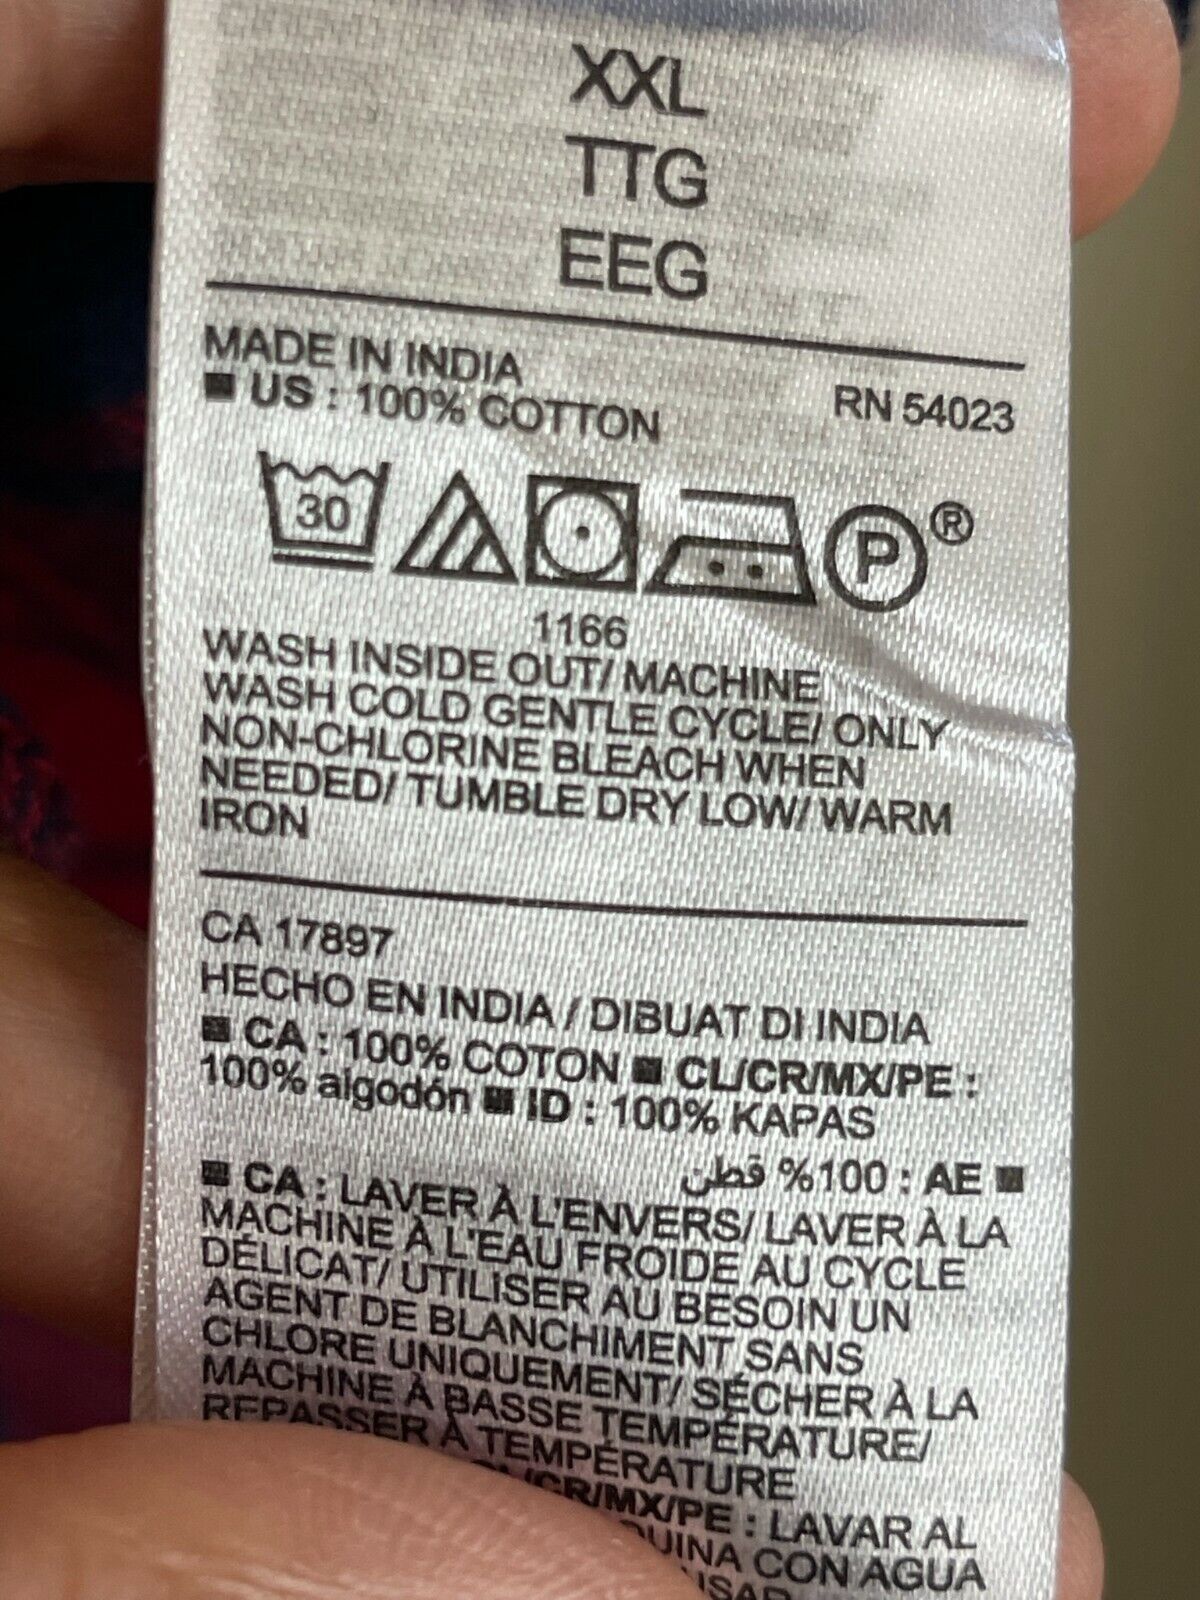 XXL
TTG
EEG
MADE IN INDIA
■ US : 100% COTTON
RN 54023
30
P ®
1166
WASH INSIDE OUT/ MACHINE
WASH COLD GENTLE CYCLE/ ONLY
NON-CHLORINE BLEACH WHEN
NEEDED/ TUMBLE DRY LOW/ WARM
IRON
CA 17897
HECHO EN INDIA / DIBUAT DI INDIA
■ CA : 100% COTON ■ CL/CR/MX/PE :
100% algodón ■ ID : 100% KAPAS
■ AE : 100% قطن
■ CA : LAVER À L'ENVERS/ LAVER À LA
MACHINE À L'EAU FROIDE AU CYCLE
DÉLICAT/ UTILISER AU BESOIN UN
AGENT DE BLANCHIMENT SANS
CHLORE UNIQUEMENT/ SÉCHER À LA
MACHINE À BASSE TEMPÉRATURE/
REPASSER À TEMPÉRATURE
CR/MX/PE : LAVAR AL
CON AGUA